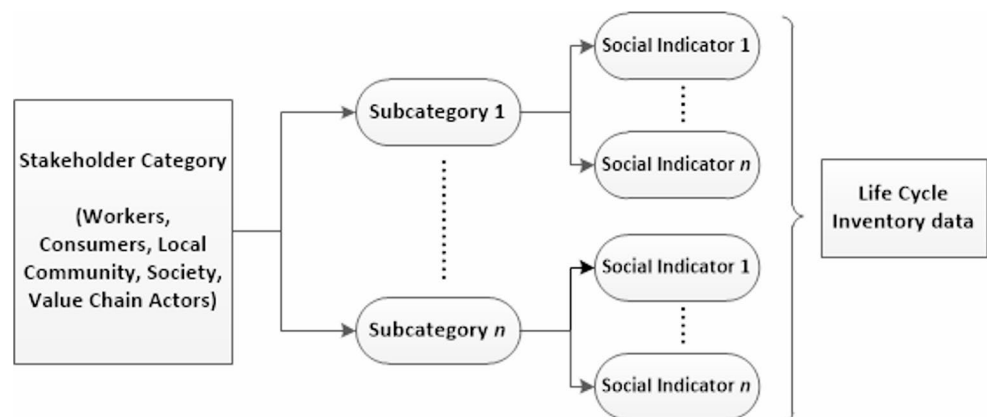 Stakeholder Category
(Workers,
Consumers, Local
Community, Society,
Value Chain Actors)
Subcategory 1
Subcategory n
Social Indicator 1
Social Indicator n
Social Indicator 1
Social Indicator n
Life Cycle
Inventory data